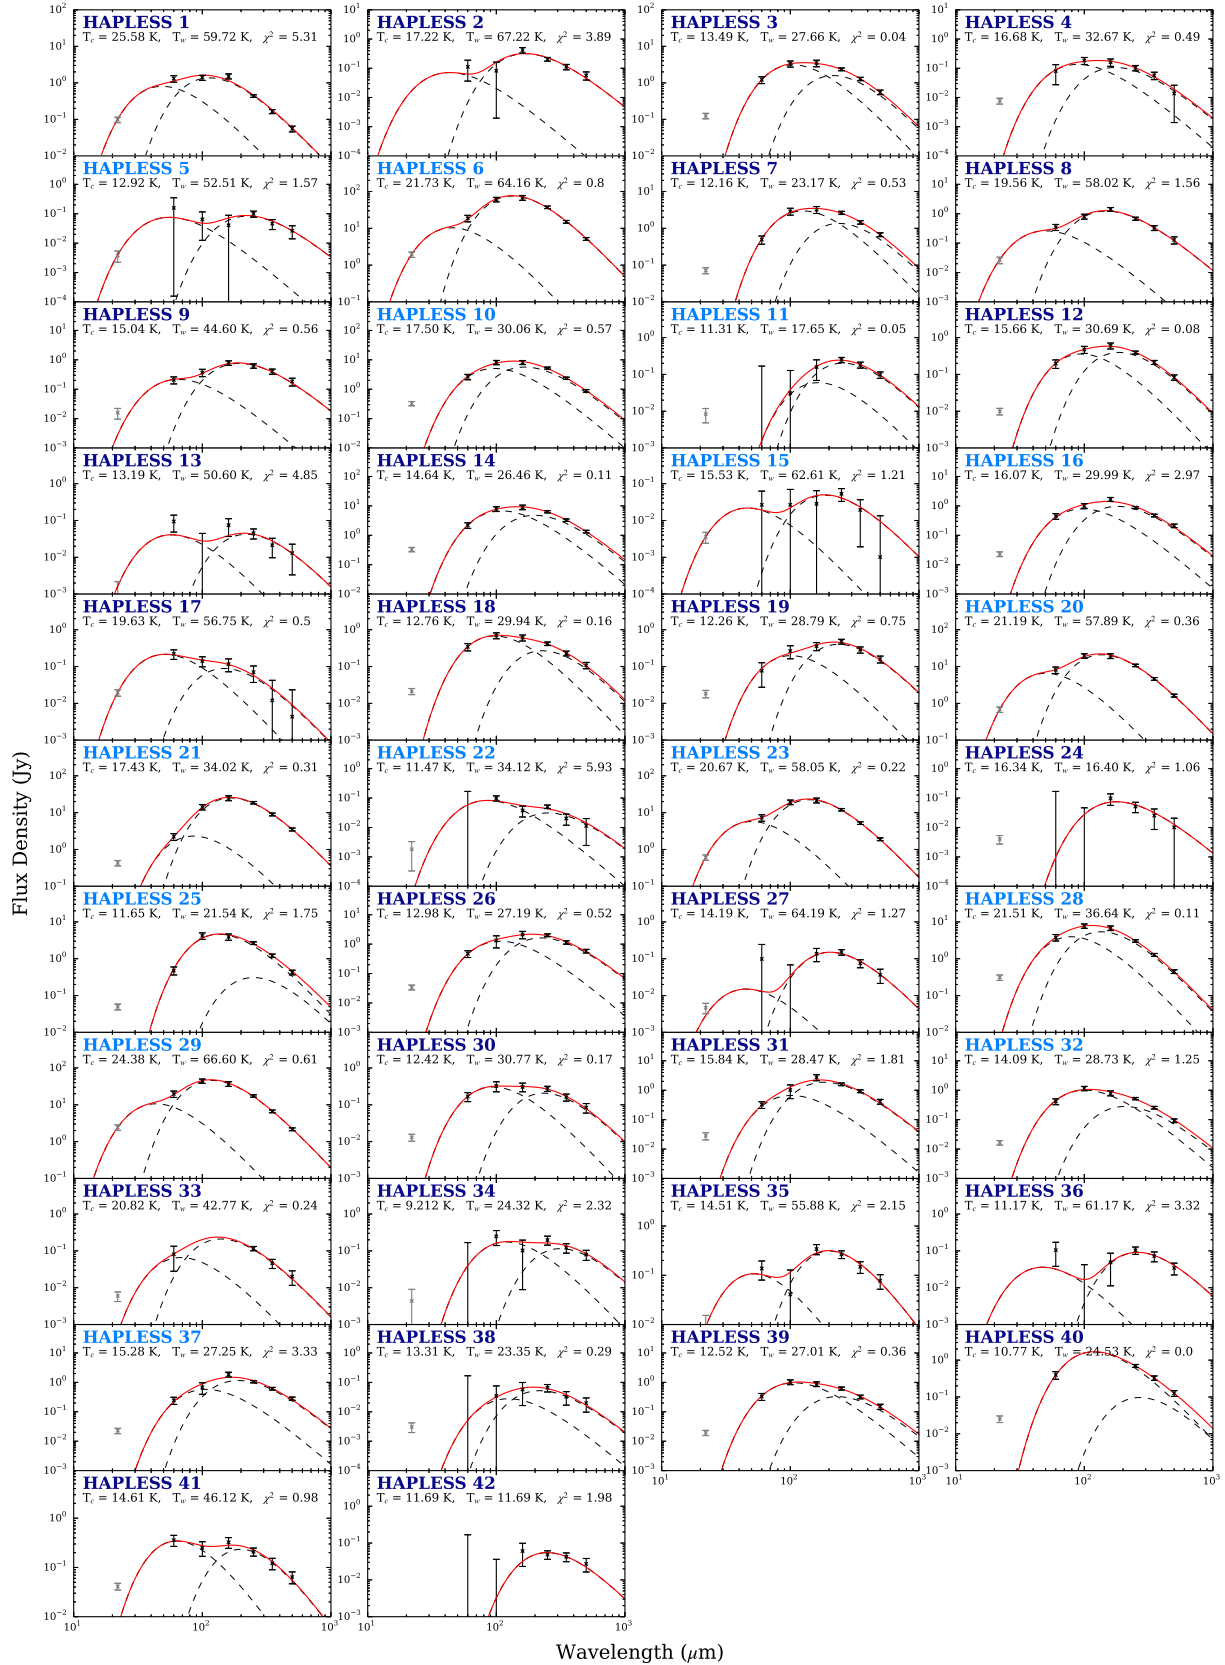 HAPLESS 1
T_c = 25.58 K, T_w = 59.72 K, χ² = 5.31
HAPLESS 2
T_c = 17.22 K, T_w = 67.22 K, χ² = 3.89
HAPLESS 3
T_c = 13.49 K, T_w = 27.66 K, χ² = 0.04
HAPLESS 4
T_c = 16.68 K, T_w = 32.67 K, χ² = 0.49
HAPLESS 5
T_c = 12.92 K, T_w = 52.51 K, χ² = 1.57
HAPLESS 6
T_c = 21.73 K, T_w = 64.16 K, χ² = 0.8
HAPLESS 7
T_c = 12.16 K, T_w = 23.17 K, χ² = 0.53
HAPLESS 8
T_c = 19.56 K, T_w = 58.02 K, χ² = 1.56
HAPLESS 9
T_c = 15.04 K, T_w = 44.60 K, χ² = 0.56
HAPLESS 10
T_c = 17.50 K, T_w = 30.06 K, χ² = 0.57
HAPLESS 11
T_c = 11.31 K, T_w = 17.65 K, χ² = 0.05
HAPLESS 12
T_c = 15.66 K, T_w = 30.69 K, χ² = 0.08
HAPLESS 13
T_c = 13.19 K, T_w = 50.60 K, χ² = 4.85
HAPLESS 14
T_c = 14.64 K, T_w = 26.46 K, χ² = 0.11
HAPLESS 15
T_c = 15.53 K, T_w = 62.61 K, χ² = 1.21
HAPLESS 16
T_c = 16.07 K, T_w = 29.99 K, χ² = 2.97
HAPLESS 17
T_c = 19.63 K, T_w = 56.75 K, χ² = 0.5
HAPLESS 18
T_c = 12.76 K, T_w = 29.94 K, χ² = 0.16
HAPLESS 19
T_c = 12.26 K, T_w = 28.79 K, χ² = 0.75
HAPLESS 20
T_c = 21.19 K, T_w = 57.89 K, χ² = 0.36
HAPLESS 21
T_c = 17.43 K, T_w = 34.02 K, χ² = 0.31
HAPLESS 22
T_c = 11.47 K, T_w = 34.12 K, χ² = 5.93
HAPLESS 23
T_c = 20.67 K, T_w = 58.05 K, χ² = 0.22
HAPLESS 24
T_c = 16.34 K, T_w = 16.40 K, χ² = 1.06
HAPLESS 25
T_c = 11.65 K, T_w = 21.54 K, χ² = 1.75
HAPLESS 26
T_c = 12.98 K, T_w = 27.19 K, χ² = 0.52
HAPLESS 27
T_c = 14.19 K, T_w = 64.19 K, χ² = 1.27
HAPLESS 28
T_c = 21.51 K, T_w = 36.64 K, χ² = 0.11
HAPLESS 29
T_c = 24.38 K, T_w = 66.60 K, χ² = 0.61
HAPLESS 30
T_c = 12.42 K, T_w = 30.77 K, χ² = 0.17
HAPLESS 31
T_c = 15.84 K, T_w = 28.47 K, χ² = 1.81
HAPLESS 32
T_c = 14.09 K, T_w = 28.73 K, χ² = 1.25
HAPLESS 33
T_c = 20.82 K, T_w = 42.77 K, χ² = 0.24
HAPLESS 34
T_c = 9.212 K, T_w = 24.32 K, χ² = 2.32
HAPLESS 35
T_c = 14.51 K, T_w = 55.88 K, χ² = 2.15
HAPLESS 36
T_c = 11.17 K, T_w = 61.17 K, χ² = 3.32
HAPLESS 37
T_c = 15.28 K, T_w = 27.25 K, χ² = 3.33
HAPLESS 38
T_c = 13.31 K, T_w = 23.35 K, χ² = 0.29
HAPLESS 39
T_c = 12.52 K, T_w = 27.01 K, χ² = 0.36
HAPLESS 40
T_c = 10.77 K, T_w = 24.53 K, χ² = 0.0
HAPLESS 41
T_c = 14.61 K, T_w = 46.12 K, χ² = 0.98
HAPLESS 42
T_c = 11.69 K, T_w = 11.69 K, χ² = 1.98
Flux Density (Jy)
10¹ 10² 10³
10¹ 10² 10³
10¹ 10² 10³
10¹ 10² 10³
Wavelength (μm)